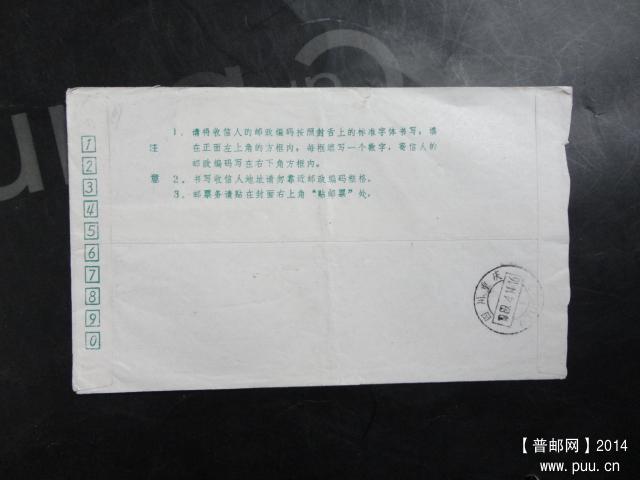 1. 请将收信人的邮政编码按照封舌上的标准字体书写,填
在正面左上角的方框内,每框填写一个数字,寄信人的
邮政编码写在右下角方框内。
注
意
2. 书写收信人地址请勿靠近邮政编码框格。
3. 邮票务请贴在封面右上角“贴邮票”处。
1
2
3
4
5
6
7
8
9
0
四川重庆
【普邮网】2014
www.puu.cn